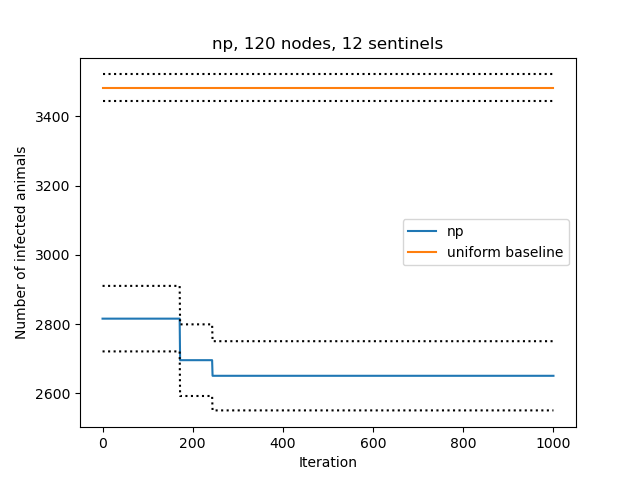 np, 120 nodes, 12 sentinels
Number of infected animals
3400
3200
3000
2800
2600
np
uniform baseline
0
200
400
600
800
1000
Iteration